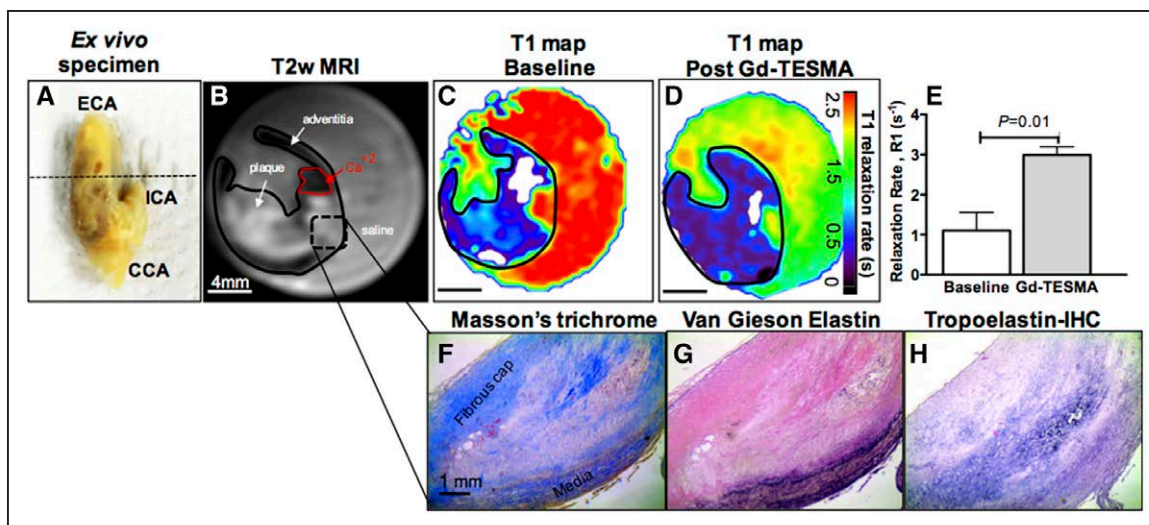 Ex vivo
specimen
A
ECA
ICA
CCA
T2w MRI
B
adventitia
Ca+2
plaque
saline
4mm
T1 map
Baseline
C
T1 map
Post Gd-TESMA
D
2.5
1.5
0.5
0
T1 relaxation rate (s)
E
P=0.01
Relaxation Rate , R1 (s-1)
4
3
2
1
0
Baseline Gd-TESMA
Masson's trichrome
F
Fibrous cap
Media
1 mm
Van Gieson Elastin
G
Tropoelastin-IHC
H